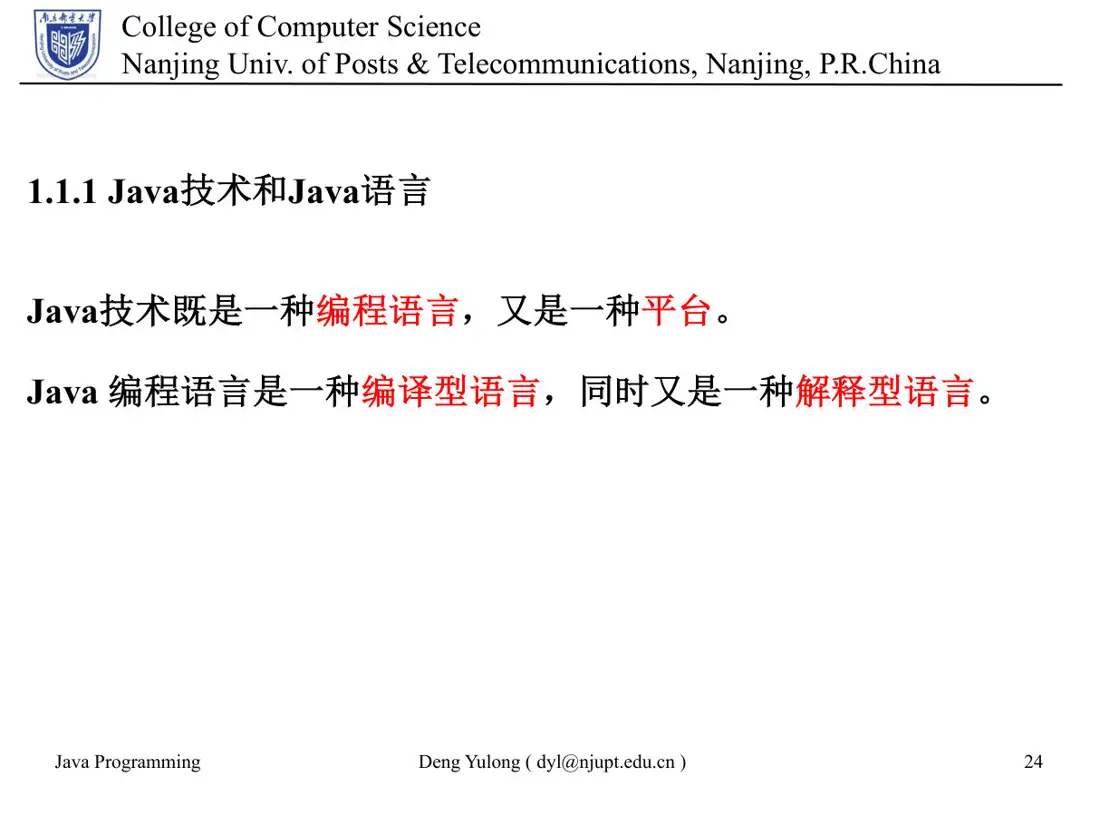 College of Computer Science
Nanjing Univ. of Posts & Telecommunications, Nanjing, P.R.China
1.1.1 Java技术和Java语言
Java技术既是一种编程语言，又是一种平台。
Java 编程语言是一种编译型语言，同时又是一种解释型语言。
Java Programming
Deng Yulong ( dyl@njupt.edu.cn )
24